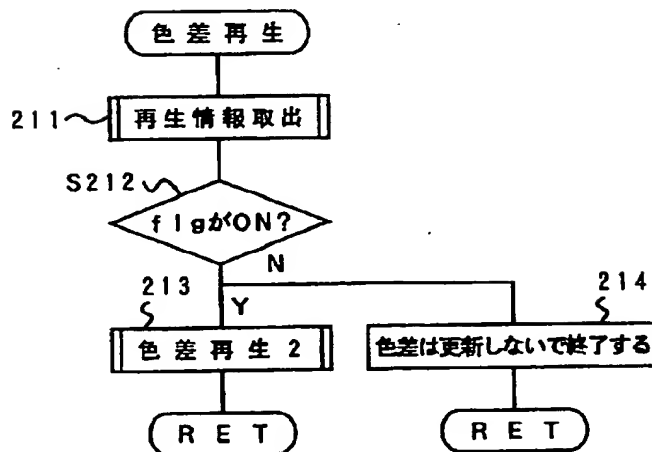 色差再生
211
再生情報取出
S212
flgがON?
N
213
Y
214
色差再生2
色差は更新しないで終了する
RET
RET